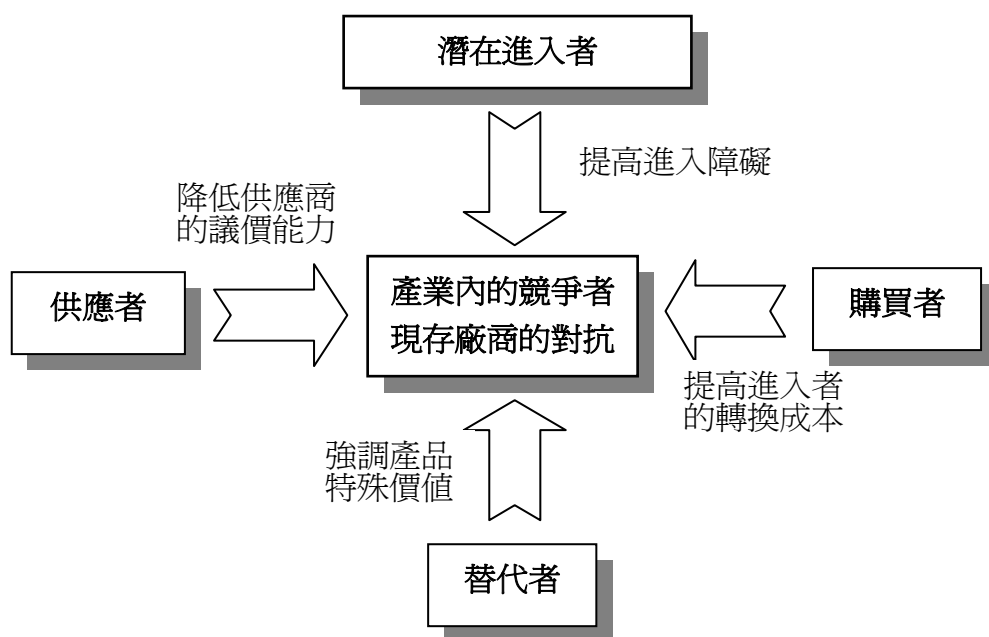 潛在進入者
提高進入障礙
降低供應商
的議價能力
供應者
產業內的競爭者
現存廠商的對抗
購買者
提高進入者
的轉換成本
強調產品
特殊價值
替代者